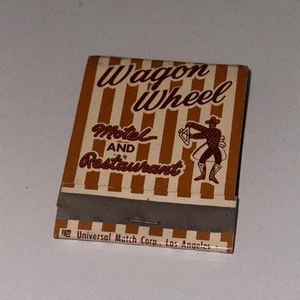 Wagon
Wheel
Motel
AND
Restaurant
Universal Match Corp., Los Angeles